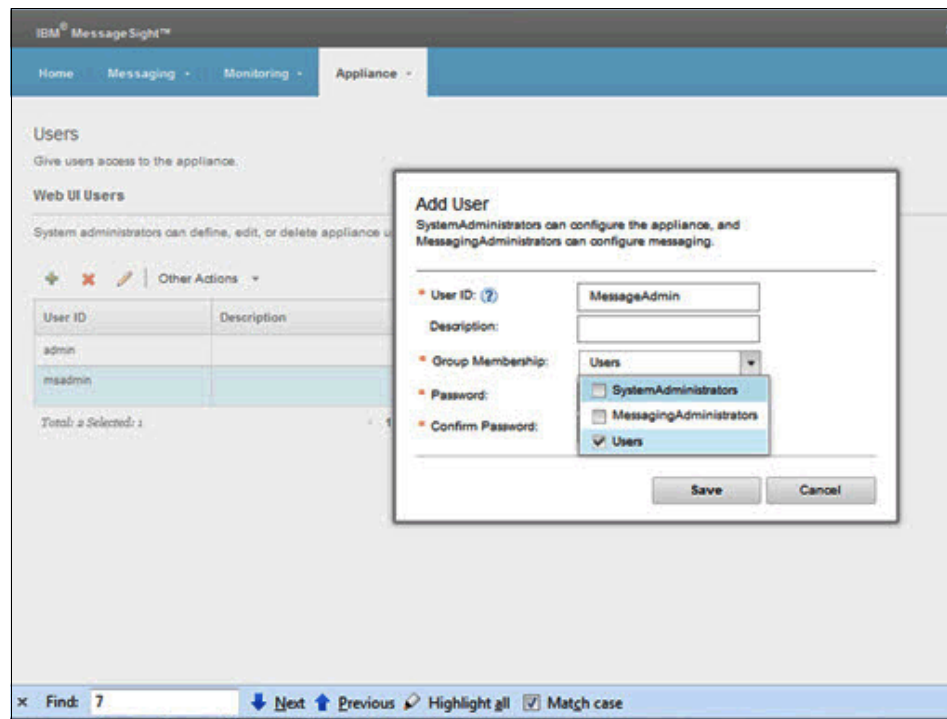 IBM® MessageSight™
Home Messaging Monitoring Appliance
Users
Give users access to the appliance.
Web UI Users
System administrators can define, edit, or delete appliance u
Other Actions
User ID Description
admin
msadmin
Total: 2 Selected: 1
1
Add User
SystemAdministrators can configure the appliance, and
MessagingAdministrators can configure messaging.
* User ID: ? MessageAdmin
Description:
* Group Membership: Users
SystemAdministrators
* Password:
MessagingAdministrators
* Confirm Password:
Users
Save Cancel
× Find: 7 Next Previous Highlight all Match case